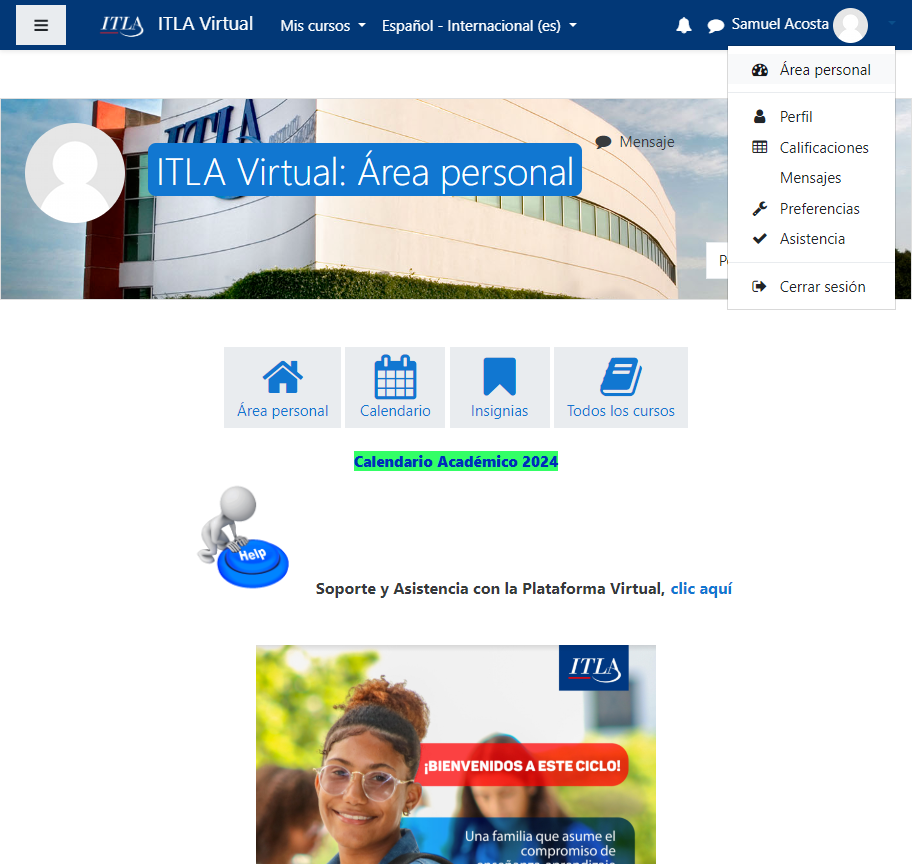 ITLA ITLA Virtual Mis cursos Español - Internacional (es) Samuel Acosta
Área personal
Perfil
Calificaciones
Mensajes
Preferencias
Asistencia
Cerrar sesión
ITLA
Mensaje
ITLA Virtual: Área personal
Área personal Calendario Insignias Todos los cursos
Calendario Académico 2024
Help
Soporte y Asistencia con la Plataforma Virtual, clic aquí
ITLA
¡BIENVENIDOS A ESTE CICLO!
Una familia que asume el
compromiso de